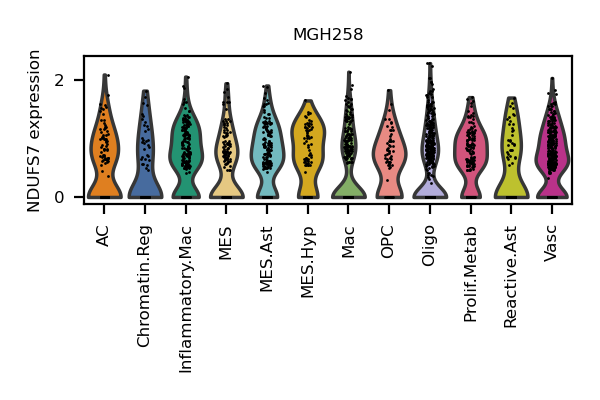 MGH258
NDUFS7 expression
2
0
AC
Chromatin.Reg
Inflammatory.Mac
MES
MES.Ast
MES.Hyp
Mac
OPC
Oligo
Prolif.Metab
Reactive.Ast
Vasc